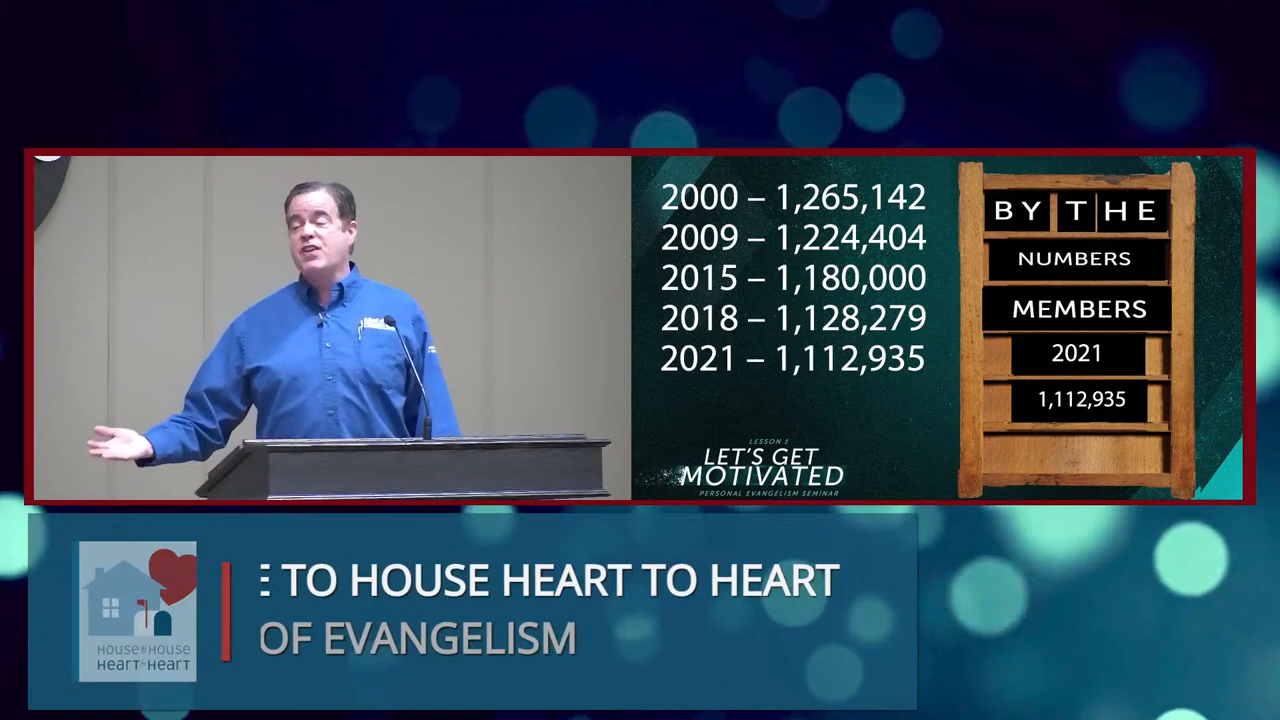 2000 – 1,265,142
2009 – 1,224,404
2015 – 1,180,000
2018 – 1,128,279
2021 – 1,112,935
LESSON 1
LET'S GET
MOTIVATED
PERSONAL EVANGELISM SEMINAR
BY THE
NUMBERS
MEMBERS
2021
1,112,935
TO HOUSE HEART TO HEART
OF EVANGELISM
HOUSE to HOUSE
HEART to HEART